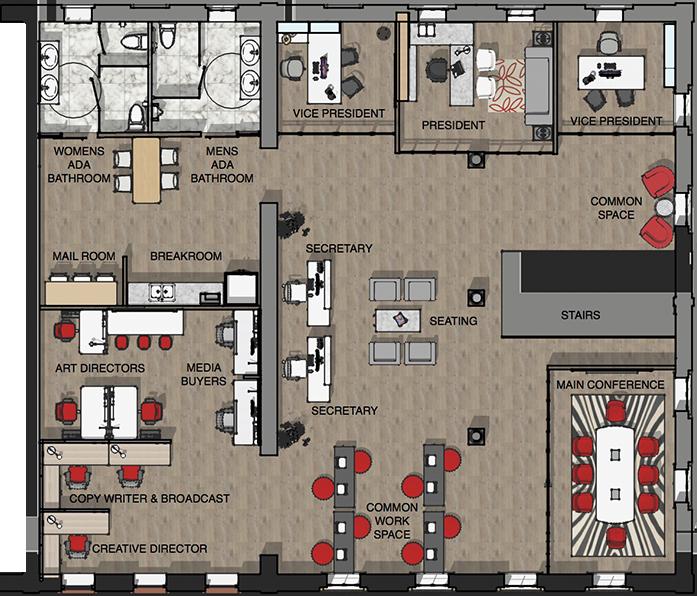 VICE PRESIDENT
PRESIDENT
VICE PRESIDENT
WOMENS
ADA
BATHROOM
MENS
ADA
BATHROOM
COMMON
SPACE
MAIL ROOM
BREAKROOM
SECRETARY
SEATING
STAIRS
ART DIRECTORS
MEDIA
BUYERS
SECRETARY
MAIN CONFERENCE
COPY WRITER & BROADCAST
COMMON
WORK
SPACE
CREATIVE DIRECTOR